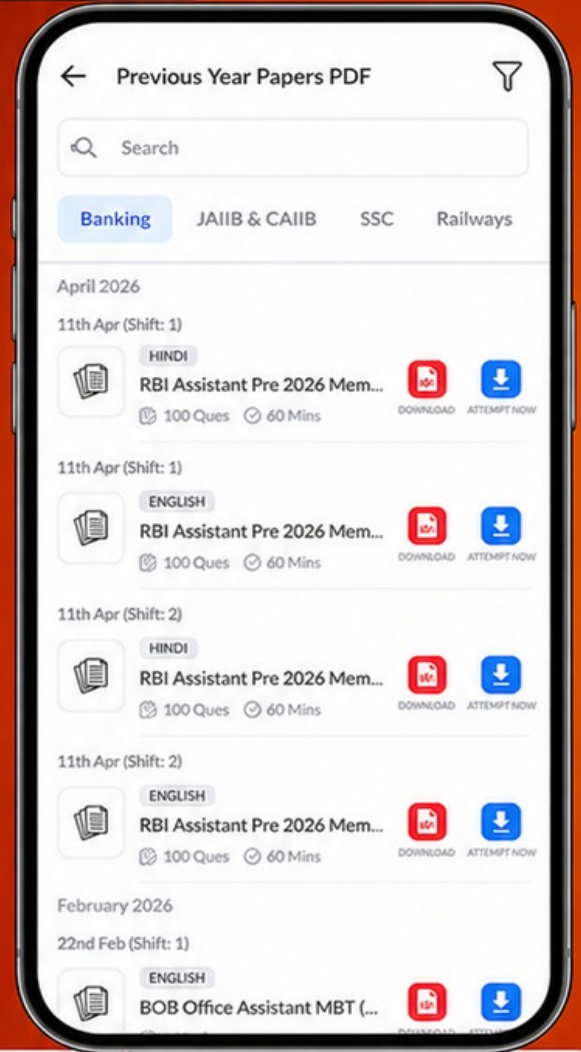 Previous Year Papers PDF
Search
Banking JAIIB & CAIIB SSC Railways
April 2026
11th Apr (Shift: 1)
HINDI
RBI Assistant Pre 2026 Mem...
100 Ques 60 Mins
DOWNLOAD ATTEMPT NOW
11th Apr (Shift: 1)
ENGLISH
RBI Assistant Pre 2026 Mem...
100 Ques 60 Mins
DOWNLOAD ATTEMPT NOW
11th Apr (Shift: 2)
HINDI
RBI Assistant Pre 2026 Mem...
100 Ques 60 Mins
DOWNLOAD ATTEMPT NOW
11th Apr (Shift: 2)
ENGLISH
RBI Assistant Pre 2026 Mem...
100 Ques 60 Mins
DOWNLOAD ATTEMPT NOW
February 2026
22nd Feb (Shift: 1)
ENGLISH
BOB Office Assistant MBT (...